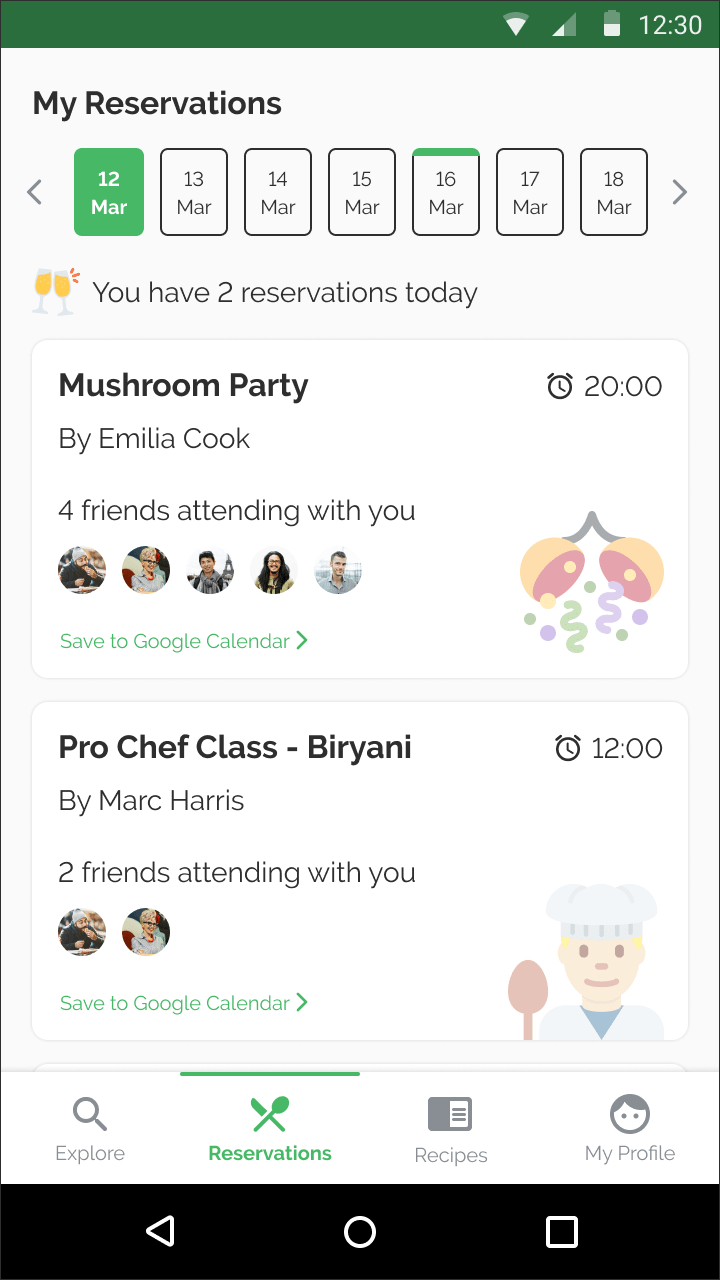 12:30
My Reservations
12 13 14 15 16 17 18
Mar Mar Mar Mar Mar Mar Mar
You have 2 reservations today
Mushroom Party 20:00
By Emilia Cook
4 friends attending with you
Save to Google Calendar
Pro Chef Class - Biryani 12:00
By Marc Harris
2 friends attending with you
Save to Google Calendar
Explore Reservations Recipes My Profile